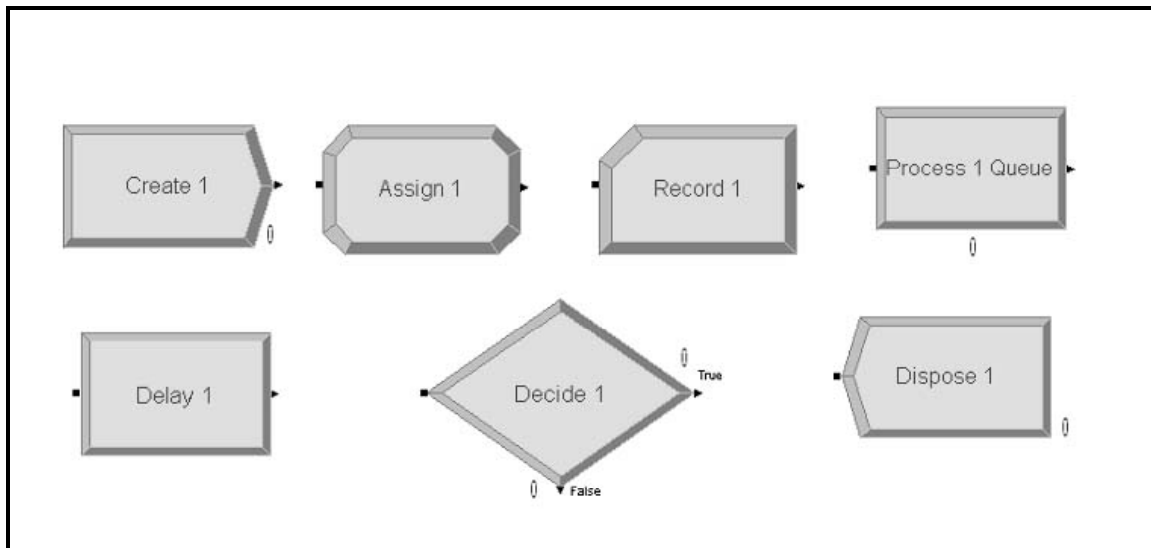 Create 1
0
Assign 1
Record 1
Process 1 Queue
0
Delay 1
Decide 1
0
True
0
False
Dispose 1
0